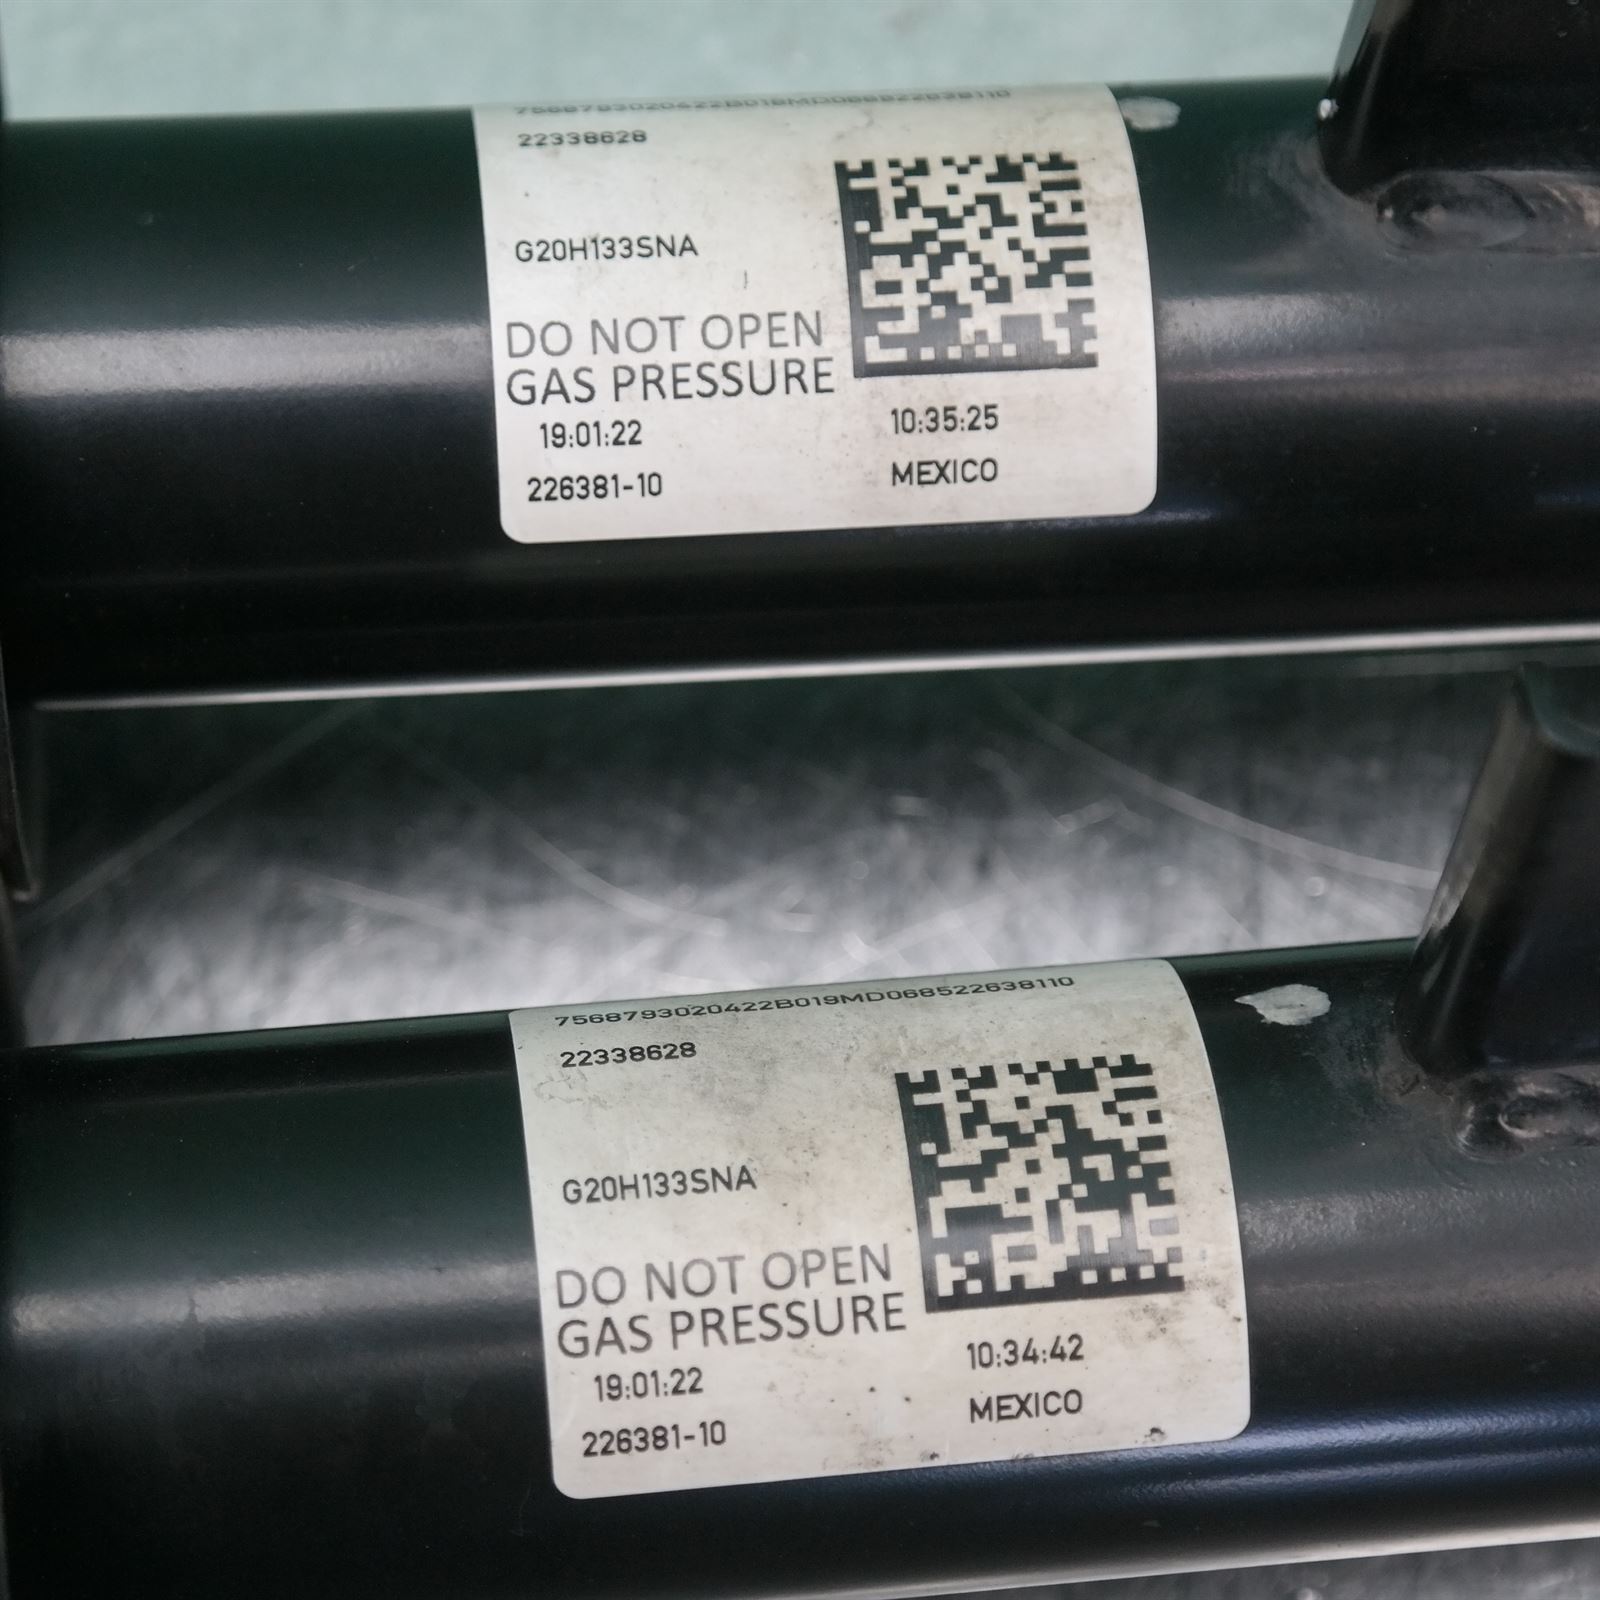 22338628
G20H133SNA
DO NOT OPEN
GAS PRESSURE
19:01:22
10:35:25
226381-10
MEXICO
7568793020422B019MD068522638110
22338628
G20H133SNA
DO NOT OPEN
GAS PRESSURE
19:01:22
10:34:42
226381-10
MEXICO